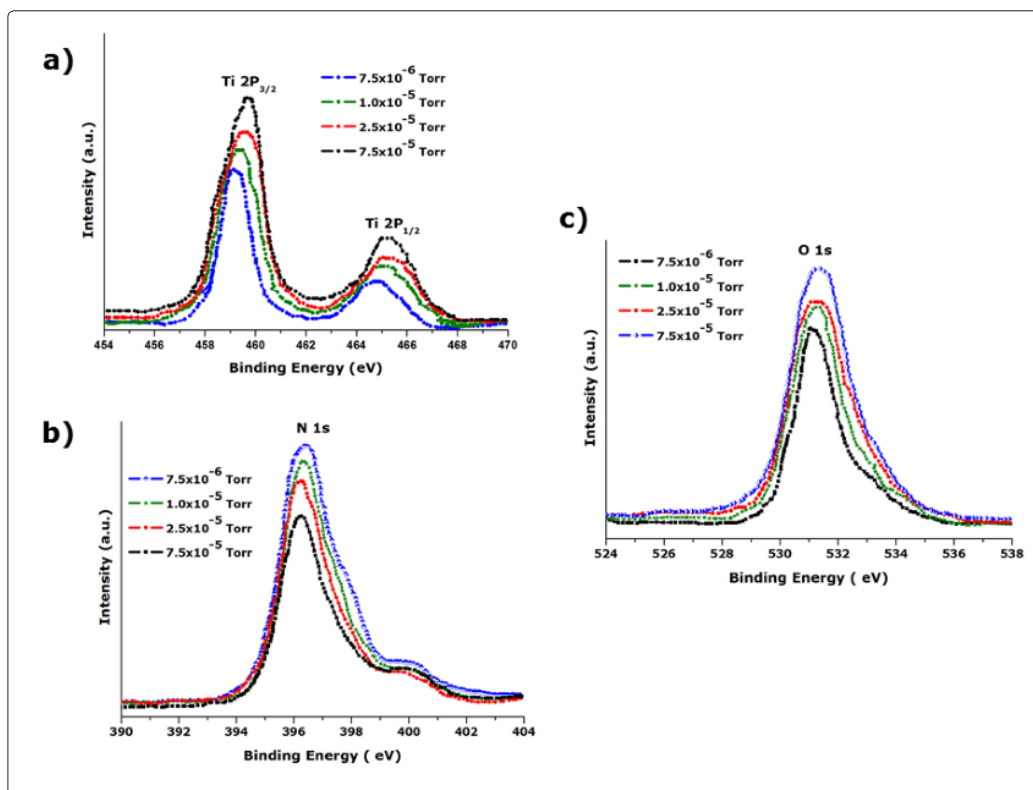 a)
Ti 2P3/2
7.5x10-6 Torr
1.0x10-5 Torr
2.5x10-5 Torr
7.5x10-5 Torr
Ti 2P1/2
Intensity (a.u.)
454 456 458 460 462 464 466 468 470
Binding Energy (eV)
b)
N 1s
7.5x10-6 Torr
1.0x10-5 Torr
2.5x10-5 Torr
7.5x10-5 Torr
Intensity (a.u.)
390 392 394 396 398 400 402 404
Binding Energy ( eV)
c)
O 1s
7.5x10-6 Torr
1.0x10-5 Torr
2.5x10-5 Torr
7.5x10-5 Torr
Intensity (a.u.)
524 526 528 530 532 534 536 538
Binding Energy ( eV)